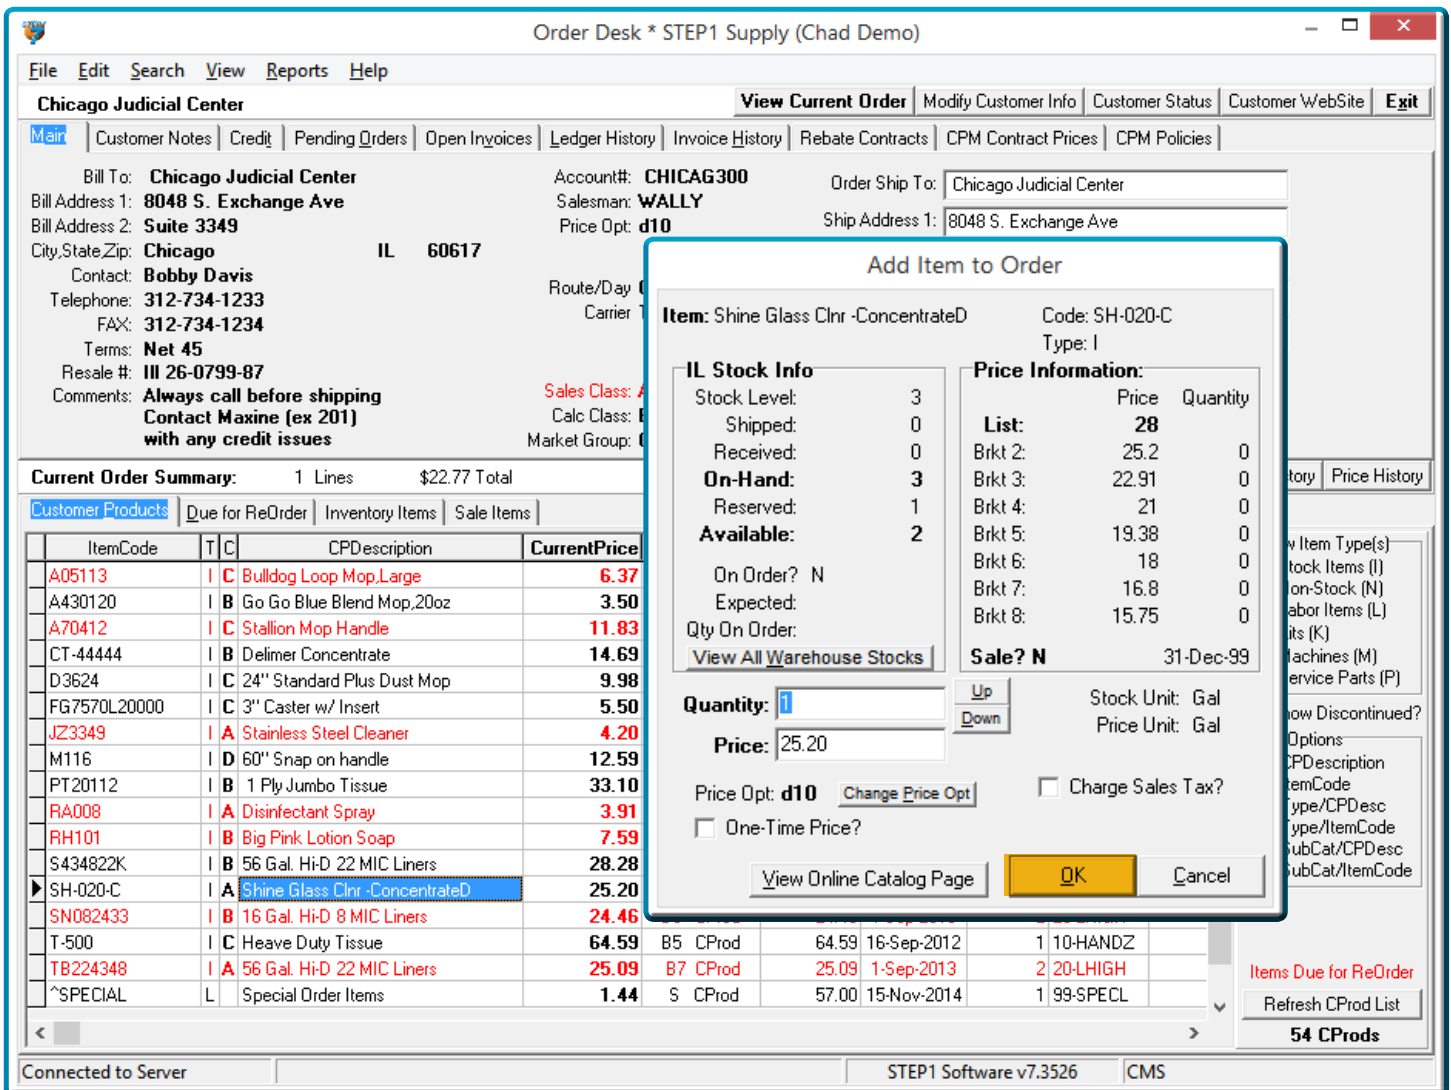 Order Desk * STEP1 Supply (Chad Demo)
File Edit Search View Reports Help
Chicago Judicial Center
View Current Order Modify Customer Info Customer Status Customer WebSite Exit
Main Customer Notes Credit Pending Orders Open Invoices Ledger History Invoice History Rebate Contracts CPM Contract Prices CPM Policies
Bill To: Chicago Judicial Center Account#: CHICAG300 Order Ship To: Chicago Judicial Center
Bill Address 1: 8048 S. Exchange Ave Salesman: WALLY Ship Address 1: 8048 S. Exchange Ave
Bill Address 2: Suite 3349 Price Opt: d10
City,State,Zip: Chicago IL 60617
Contact: Bobby Davis Route/Day
Telephone: 312-734-1233 Carrier
FAX: 312-734-1234
Terms: Net 45
Resale #: Ill 26-0799-87
Comments: Always call before shipping Sales Class:
Contact Maxine (ex 201) Calc Class:
with any credit issues Market Group:
Current Order Summary: 1 Lines $22.77 Total Price History
Customer Products Due for ReOrder Inventory Items Sale Items
ItemCode T C CPDescription CurrentPrice
A05113 I C Bulldog Loop Mop,Large 6.37
A430120 I B Go Go Blue Blend Mop,20oz 3.50
A70412 I C Stallion Mop Handle 11.83
CT-44444 I B Delimer Concentrate 14.69
D3624 I C 24" Standard Plus Dust Mop 9.98
FG7570L20000 I C 3" Caster w/ Insert 5.50
JZ3349 I A Stainless Steel Cleaner 4.20
M116 I D 60" Snap on handle 12.59
PT20112 I B 1 Ply Jumbo Tissue 33.10
RA008 I A Disinfectant Spray 3.91
RH101 I B Big Pink Lotion Soap 7.59
S434822K I B 56 Gal. Hi-D 22 MIC Liners 28.28
SH-020-C I A Shine Glass Clnr -ConcentrateD 25.20
SN082433 I B 16 Gal. Hi-D 8 MIC Liners 24.46
T-500 I C Heave Duty Tissue 64.59 B5 CProd 64.59 16-Sep-2012 1 10-HANDZ
TB224348 I A 56 Gal. Hi-D 22 MIC Liners 25.09 B7 CProd 25.09 1-Sep-2013 2 20-LHIGH
^SPECIAL L Special Order Items 1.44 S CProd 57.00 15-Nov-2014 1 99-SPECL
Add Item to Order
Item: Shine Glass Clnr -ConcentrateD Code: SH-020-C
Type: I
IL Stock Info Price Information:
Stock Level: 3 Price Quantity
Shipped: 0 List: 28
Received: 0 Brkt 2: 25.2 0
On-Hand: 3 Brkt 3: 22.91 0
Reserved: 1 Brkt 4: 21 0
Available: 2 Brkt 5: 19.38 0
Brkt 6: 18 0
On Order? N
Brkt 7: 16.8 0
Expected:
Brkt 8: 15.75 0
Qty On Order:
View All Warehouse Stocks Sale? N 31-Dec-99
Quantity: 1 Up Down Stock Unit: Gal
Price: 25.20 Price Unit: Gal
Price Opt: d10 Change Price Opt Charge Sales Tax?
One-Time Price?
View Online Catalog Page OK Cancel
Item Type(s)
(I)
(N)
Items (L)
(K)
(M)
Parts (P)
Discontinued?
Options
CPDescription
/CPDesc
/ItemCode
/CPDesc
/ItemCode
Items Due for ReOrder
Refresh CProd List
54 CProds
Connected to Server STEP1 Software v7.3526 CMS